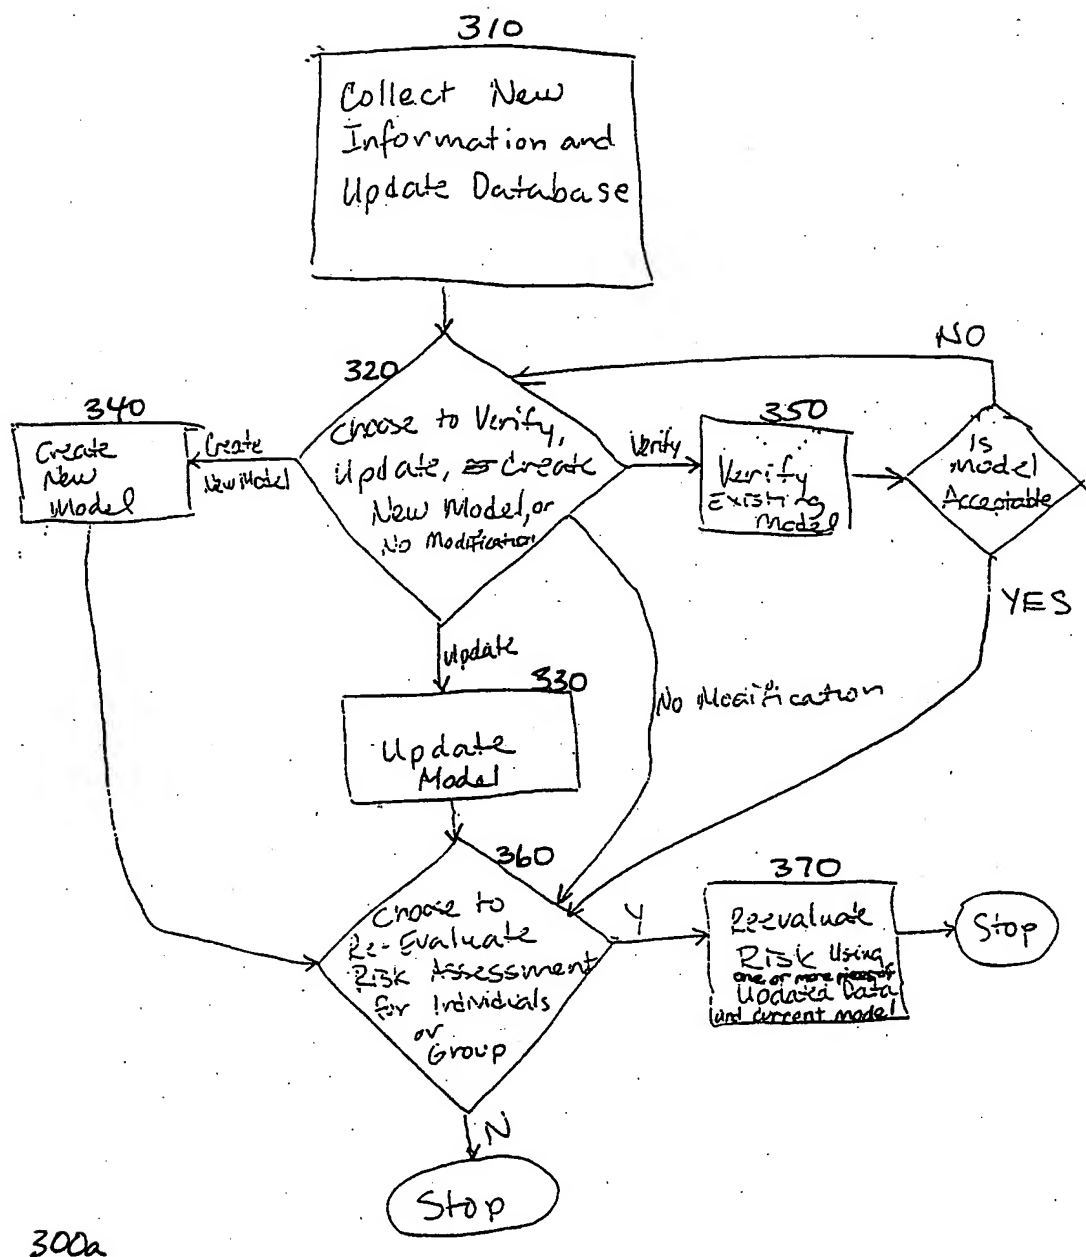 310
Collect New
Information and
Update Database
NO
320
340
350
Create
New
Model
Create
New Model
Choose to Verify,
Update, or Create
New Model, or
No Modification
Verify
Verify
Existing
Model
Is
Model
Acceptable
YES
Update
330
Update
Model
No Modification
360
Choose to
Re-Evaluate
Risk Assessment
for Individuals
or
Group
Y
370
Re-evaluate
Risk Using
one or more pieces of
Updated Data
and current model
Stop
N
Stop
300a